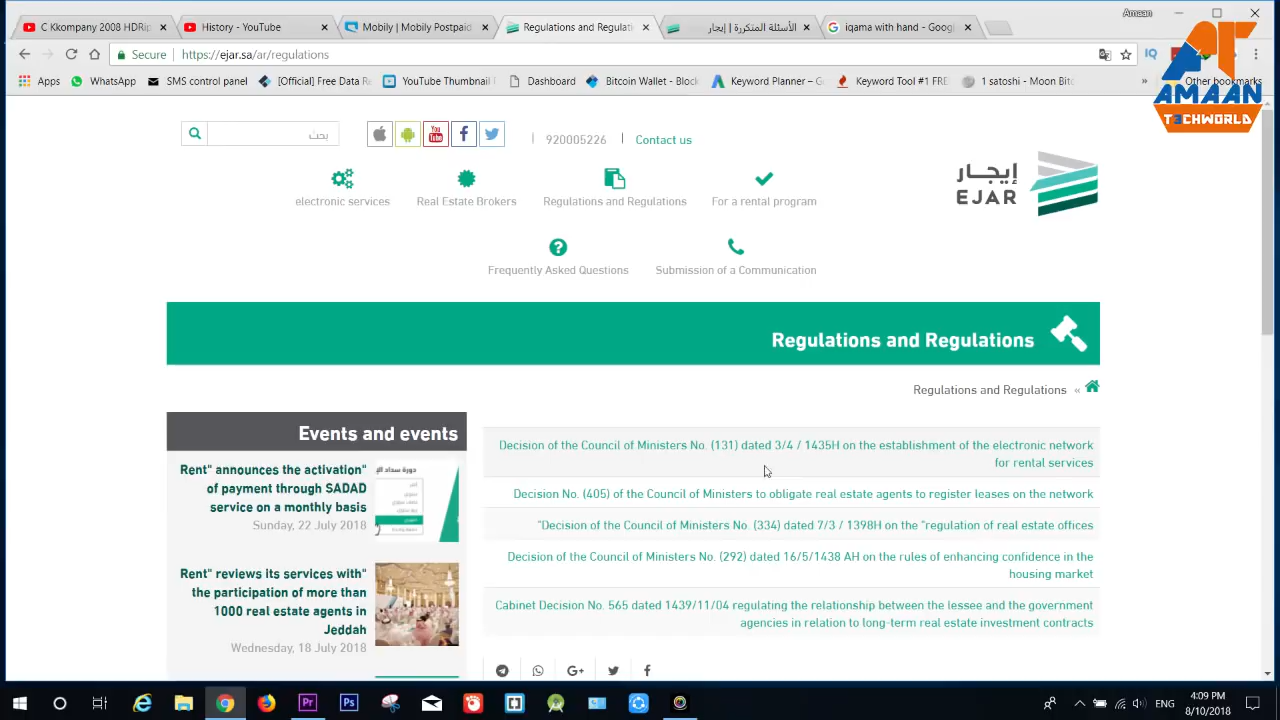 Amaan
C Kkompany 2008 HDRip
History - YouTube
Mobily | Mobily Postpaid
Regulations and Regulatio
الأسئلة المتكررة | إيجار
iqama with hand - Googl
Secure
https://ejar.sa/ar/regulations
IQ
Apps
WhatsApp
SMS control panel
[Official] Free Data Re
YouTube Thumbnail
Dashboard
Bitcoin Wallet - Block
Keyword Planner – G
Keyword Tool #1 FRE
1 satoshi - Moon Bitc
»
Other bookmarks
AT
AMAAN
T3CHWORLD
بحث
You Tube
920005226
Contact us
إيجار
EJAR
electronic services
Real Estate Brokers
Regulations and Regulations
For a rental program
Frequently Asked Questions
Submission of a Communication
Regulations and Regulations
Regulations and Regulations «
Events and events
Rent" announces the activation"
of payment through SADAD
service on a monthly basis
Sunday, 22 July 2018
Rent" reviews its services with"
the participation of more than
1000 real estate agents in
Jeddah
Wednesday, 18 July 2018
Decision of the Council of Ministers No. (131) dated 3/4 / 1435H on the establishment of the electronic network
for rental services
Decision No. (405) of the Council of Ministers to obligate real estate agents to register leases on the network
"Decision of the Council of Ministers No. (334) dated 7/3 / 1398H on the "regulation of real estate offices
Decision of the Council of Ministers No. (292) dated 16/5/1438 AH on the rules of enhancing confidence in the
housing market
Cabinet Decision No. 565 dated 1439/11/04 regulating the relationship between the lessee and the government
agencies in relation to long-term real estate investment contracts
G+
Pr
Ps
ENG
4:09 PM
8/10/2018